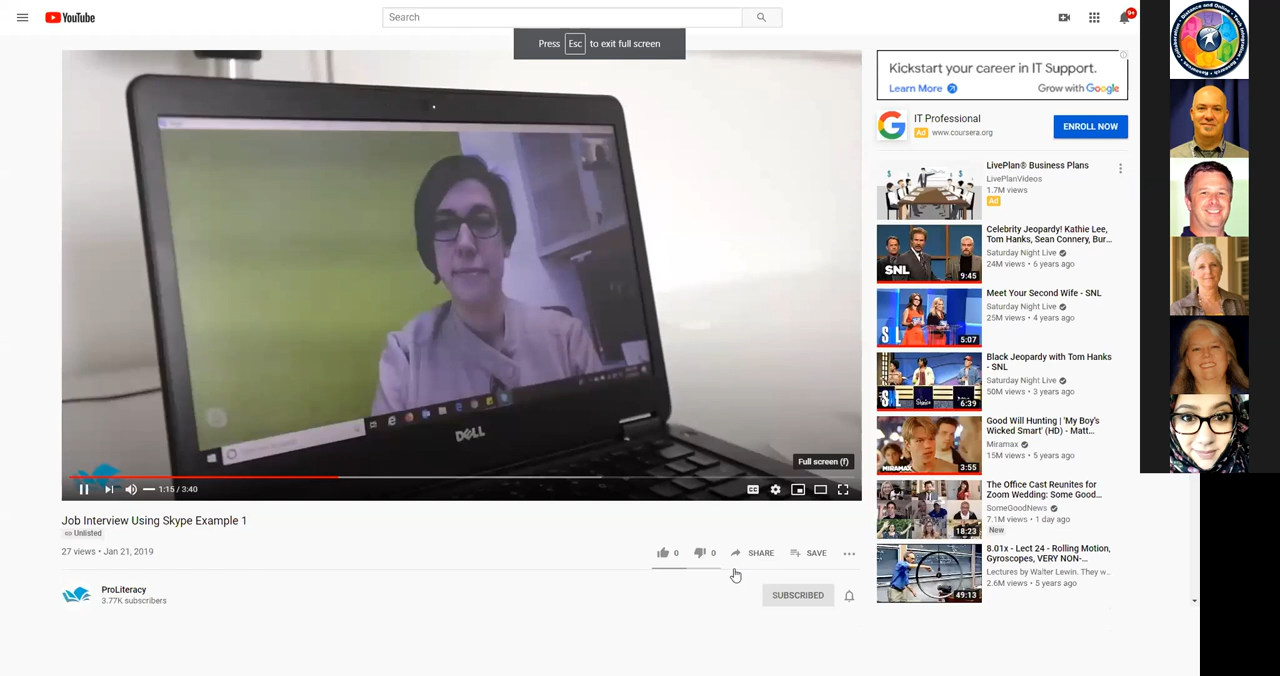 YouTube
Search
9+
Press Esc to exit full screen
DELL
Full screen (f)
1:15 / 3:40
CC
Job Interview Using Skype Example 1
Unlisted
27 views • Jan 21, 2019
0
0
SHARE
SAVE
ProLiteracy
3.77K subscribers
SUBSCRIBED
Kickstart your career in IT Support.
Learn More
Grow with Google
IT Professional
Ad www.coursera.org
ENROLL NOW
LivePlan® Business Plans
LivePlanVideos
1.7M views
Ad
Celebrity Jeopardy! Kathie Lee,
Tom Hanks, Sean Connery, Bur...
Saturday Night Live
24M views • 6 years ago
SNL
9:45
Meet Your Second Wife - SNL
Saturday Night Live
25M views • 4 years ago
5:07
Black Jeopardy with Tom Hanks
- SNL
Saturday Night Live
50M views • 3 years ago
6:39
Good Will Hunting | 'My Boy's
Wicked Smart' (HD) - Matt...
Miramax
15M views • 5 years ago
MIRAMAX
3:55
The Office Cast Reunites for
Zoom Wedding: Some Good...
SomeGoodNews
7.1M views • 1 day ago
New
18:23
8.01x - Lect 24 - Rolling Motion,
Gyroscopes, VERY NON-...
Lectures by Walter Lewin. They w...
2.6M views • 5 years ago
49:13